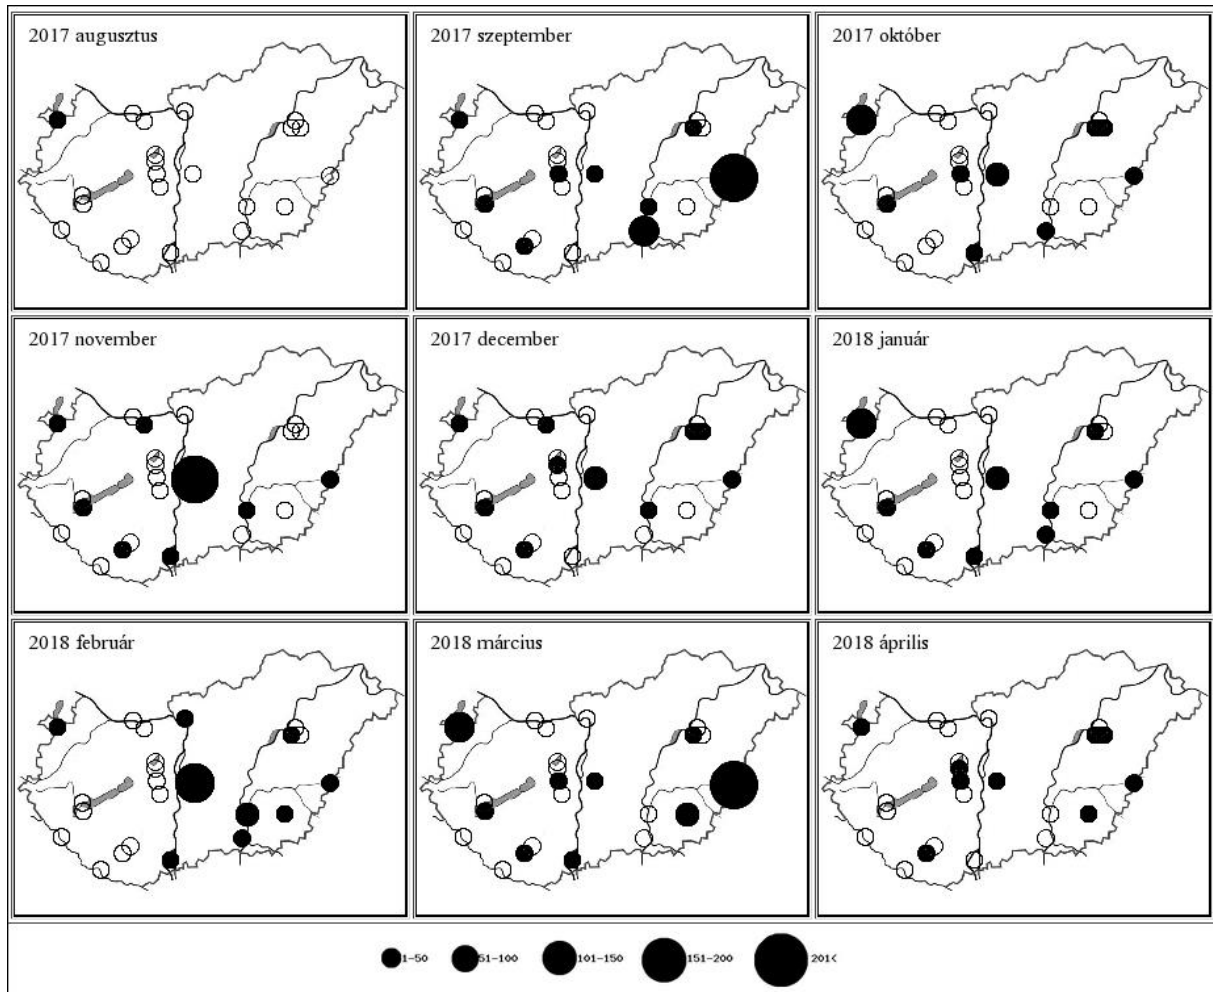 2017 augusztus
2017 szeptember
2017 október
2017 november
2017 december
2018 január
2018 február
2018 március
2018 április
1-50
51-100
101-150
151-200
201<